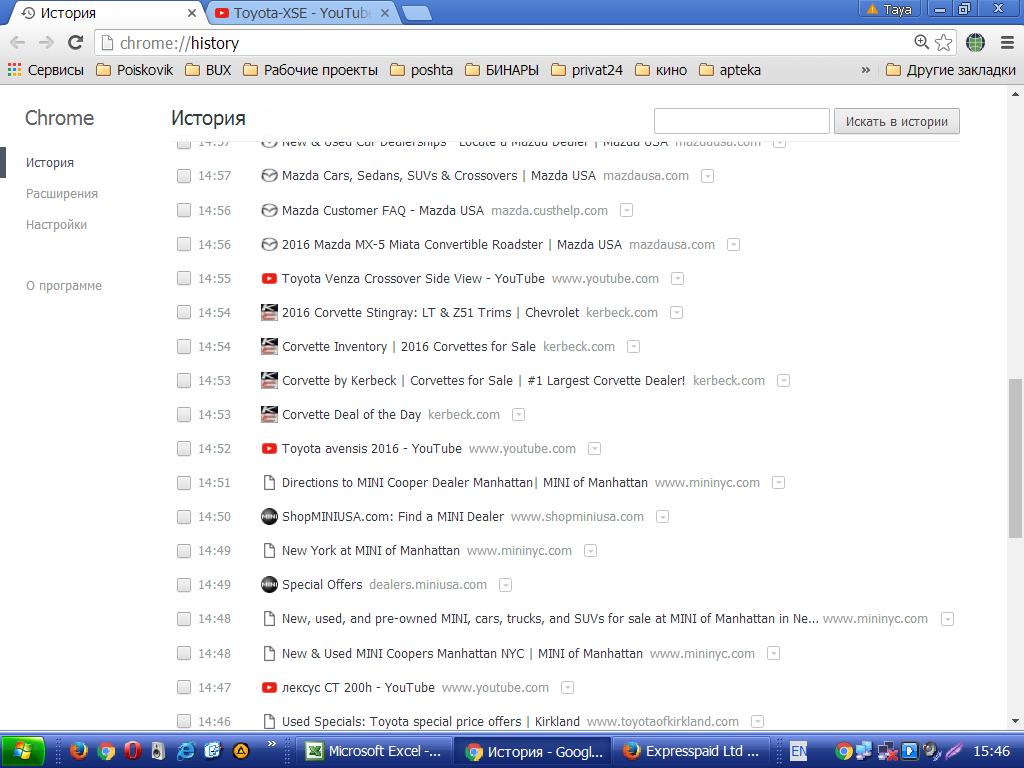 История
Toyota-XSE - YouTube
Taya
chrome://history
Сервисы Poiskovik BUX Рабочие проекты poshta БИНАРЫ privat24 кино apteka » Другие закладки
Chrome
История
Искать в истории
История
Расширения
Настройки
О программе
14:57 New & Used Car Dealerships - Locate a Mazda Dealer | Mazda USA mazdausa.com
14:57 Mazda Cars, Sedans, SUVs & Crossovers | Mazda USA mazdausa.com
14:56 Mazda Customer FAQ - Mazda USA mazda.custhelp.com
14:56 2016 Mazda MX-5 Miata Convertible Roadster | Mazda USA mazdausa.com
14:55 Toyota Venza Crossover Side View - YouTube www.youtube.com
14:54 2016 Corvette Stingray: LT & Z51 Trims | Chevrolet kerbeck.com
14:54 Corvette Inventory | 2016 Corvettes for Sale kerbeck.com
14:53 Corvette by Kerbeck | Corvettes for Sale | #1 Largest Corvette Dealer! kerbeck.com
14:53 Corvette Deal of the Day kerbeck.com
14:52 Toyota avensis 2016 - YouTube www.youtube.com
14:51 Directions to MINI Cooper Dealer Manhattan| MINI of Manhattan www.mininyc.com
14:50 ShopMINIUSA.com: Find a MINI Dealer www.shopminiusa.com
14:49 New York at MINI of Manhattan www.mininyc.com
14:49 Special Offers dealers.miniusa.com
14:48 New, used, and pre-owned MINI, cars, trucks, and SUVs for sale at MINI of Manhattan in Ne... www.mininyc.com
14:48 New & Used MINI Coopers Manhattan NYC | MINI of Manhattan www.mininyc.com
14:47 лексус CT 200h - YouTube www.youtube.com
14:46 Used Specials: Toyota special price offers | Kirkland www.toyotaofkirkland.com
» Microsoft Excel -... История - Googl... Expresspaid Ltd ... EN 15:46